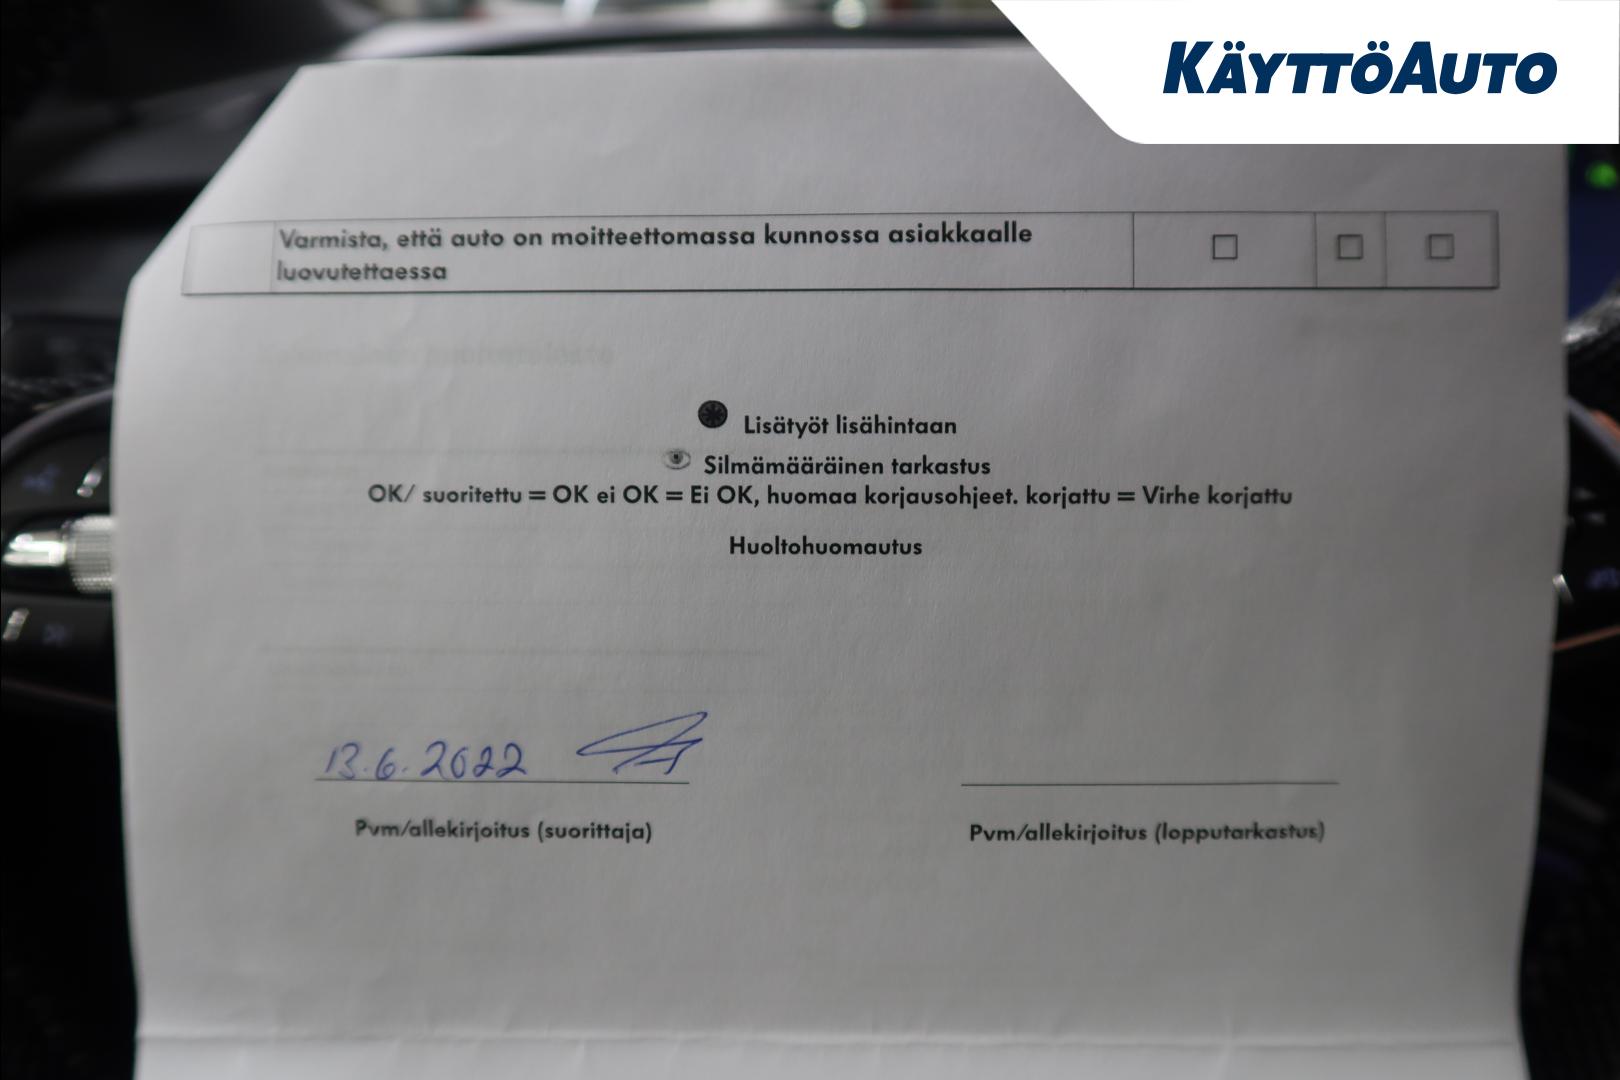 KÄYTTÖAUTO
Varmista, että auto on moitteettomassa kunnossa asiakkaalle
luovutettaessa
Lisätyöt lisähintaan
Silmämääräinen tarkastus
OK/ suoritettu = OK ei OK = Ei OK, huomaa korjausohjeet. korjattu = Virhe korjattu
Huoltohuomautus
13.6.2022
Pvm/allekirjoitus (suorittaja)
Pvm/allekirjoitus (lopputarkastus)